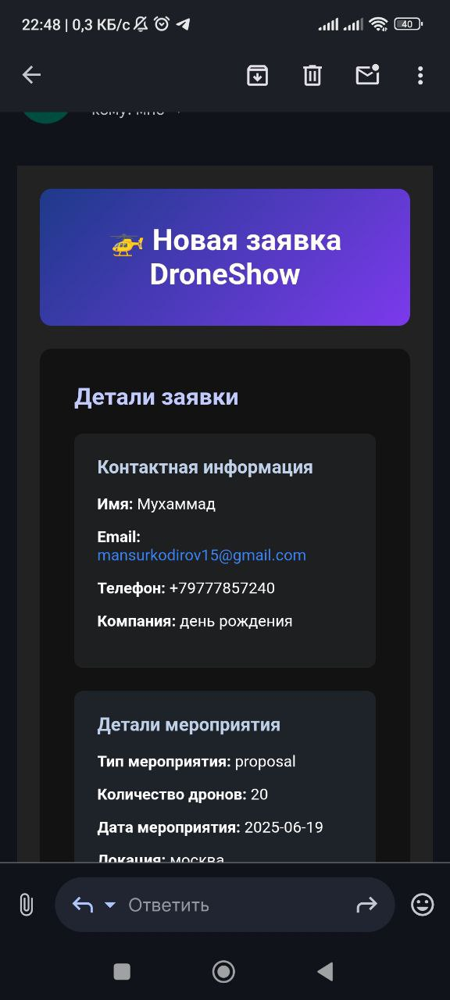 22:48 | 0,3 КБ/с
40
кому: мне
Новая заявка
DroneShow
Детали заявки
Контактная информация
Имя: Мухаммад
Email:
mansurkodirov15@gmail.com
Телефон: +79777857240
Компания: день рождения
Детали мероприятия
Тип мероприятия: proposal
Количество дронов: 20
Дата мероприятия: 2025-06-19
Локация: москва
Ответить